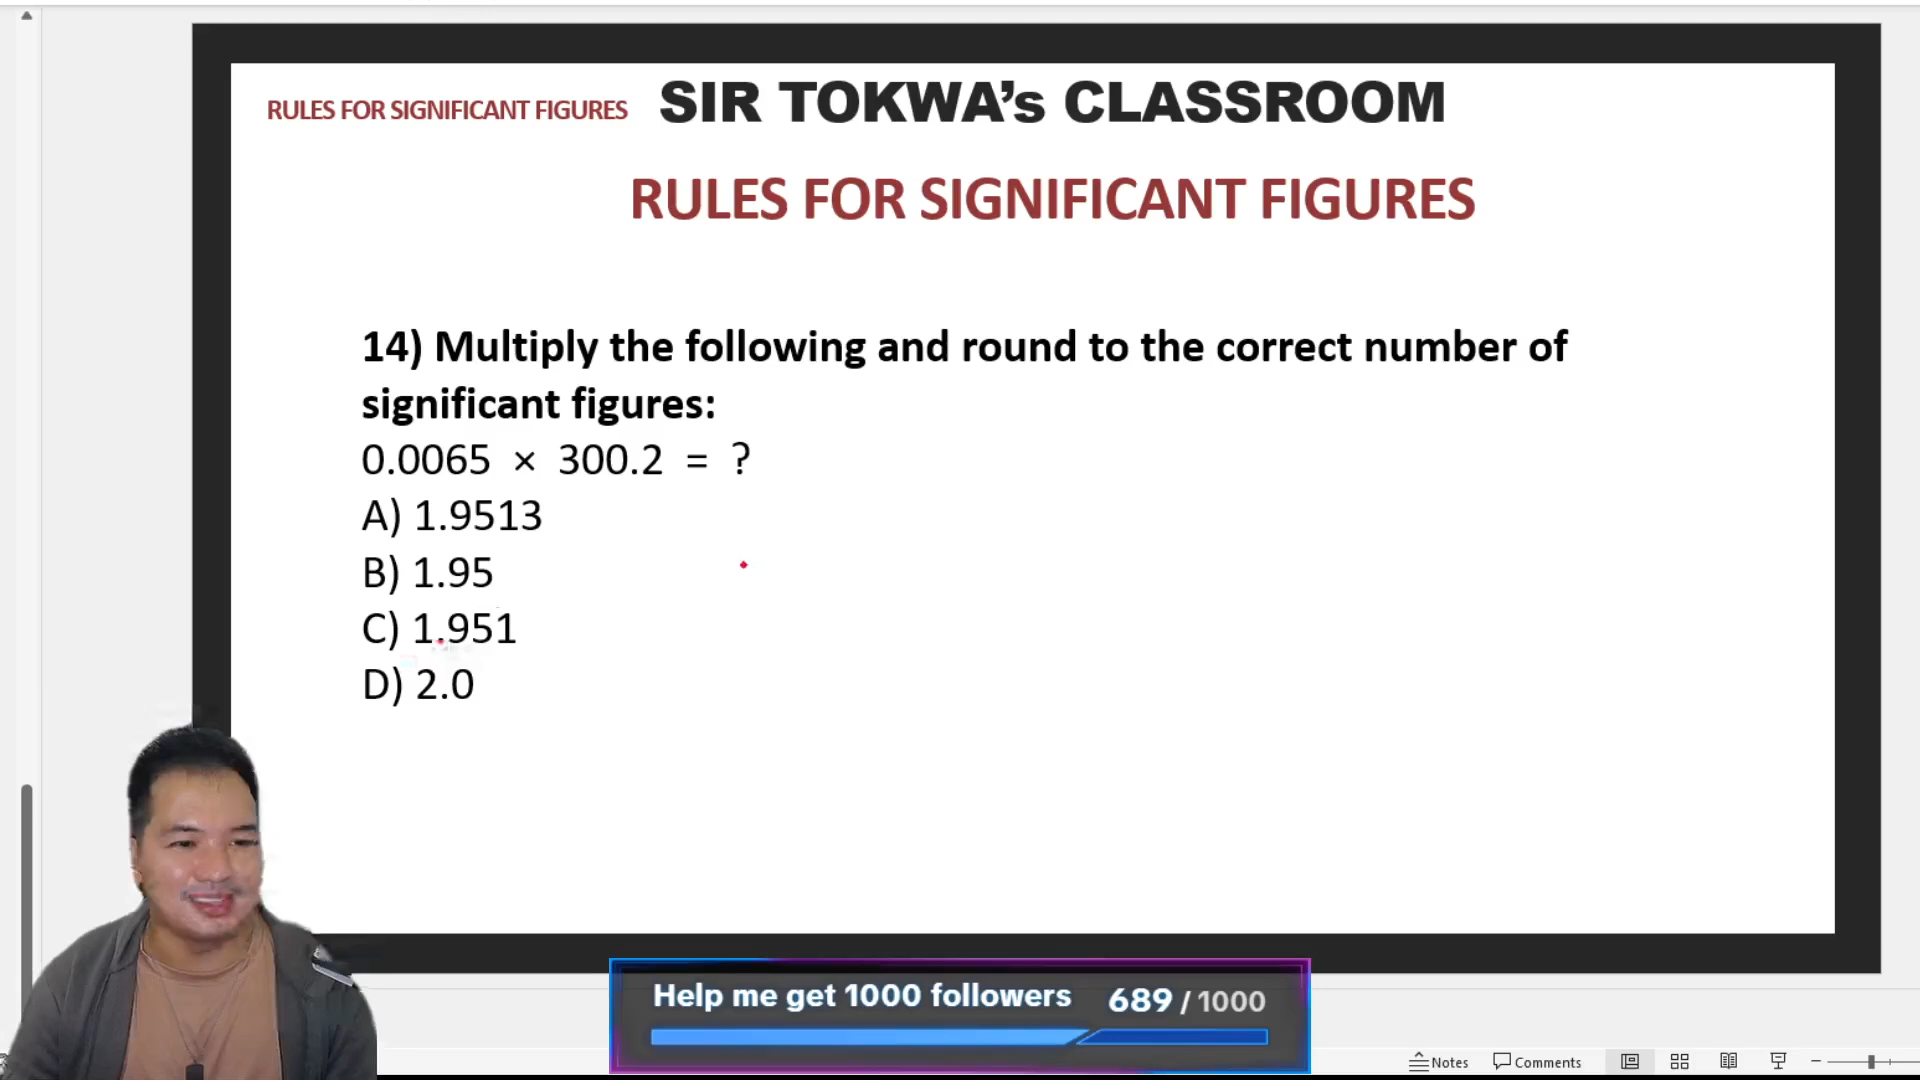 RULES FOR SIGNIFICANT FIGURES SIR TOKWA’s CLASSROOM
RULES FOR SIGNIFICANT FIGURES
14) Multiply the following and round to the correct number of
significant figures:
0.0065 × 300.2 = ?
A) 1.9513
B) 1.95
C) 1.951
D) 2.0
Help me get 1000 followers 689 / 1000
Notes Comments